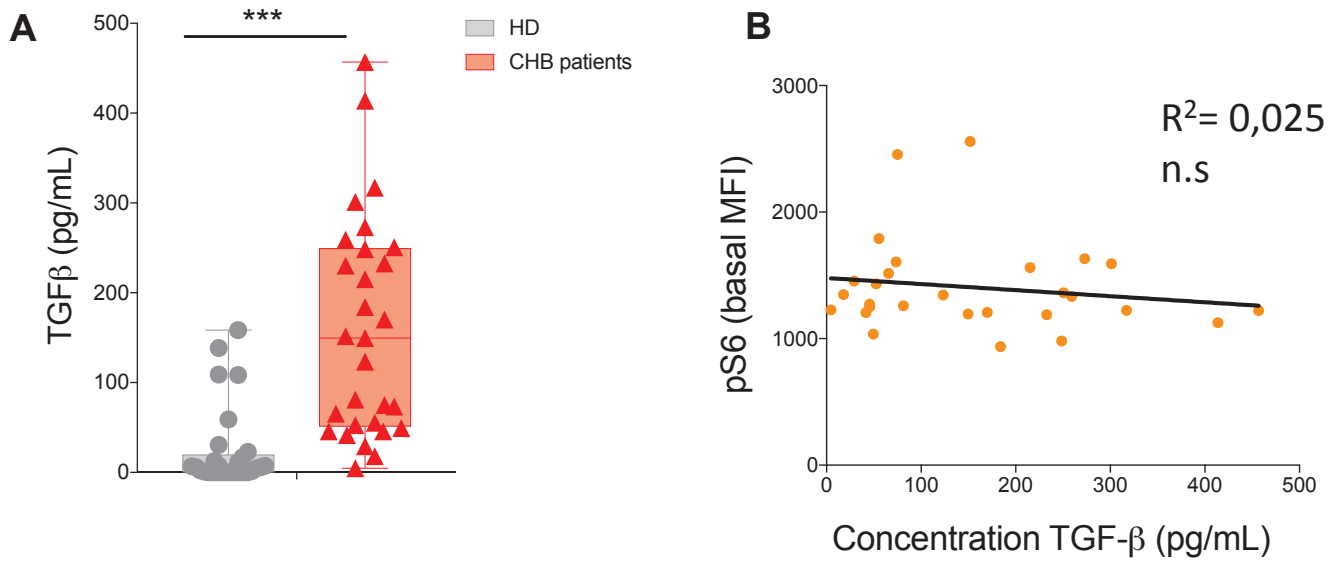 A
***
HD
CHB patients
TGFβ (pg/mL)
500
400
300
200
100
0
B
R²= 0,025
n.s
pS6 (basal MFI)
3000
2000
1000
0
0 100 200 300 400 500
Concentration TGF-β (pg/mL)